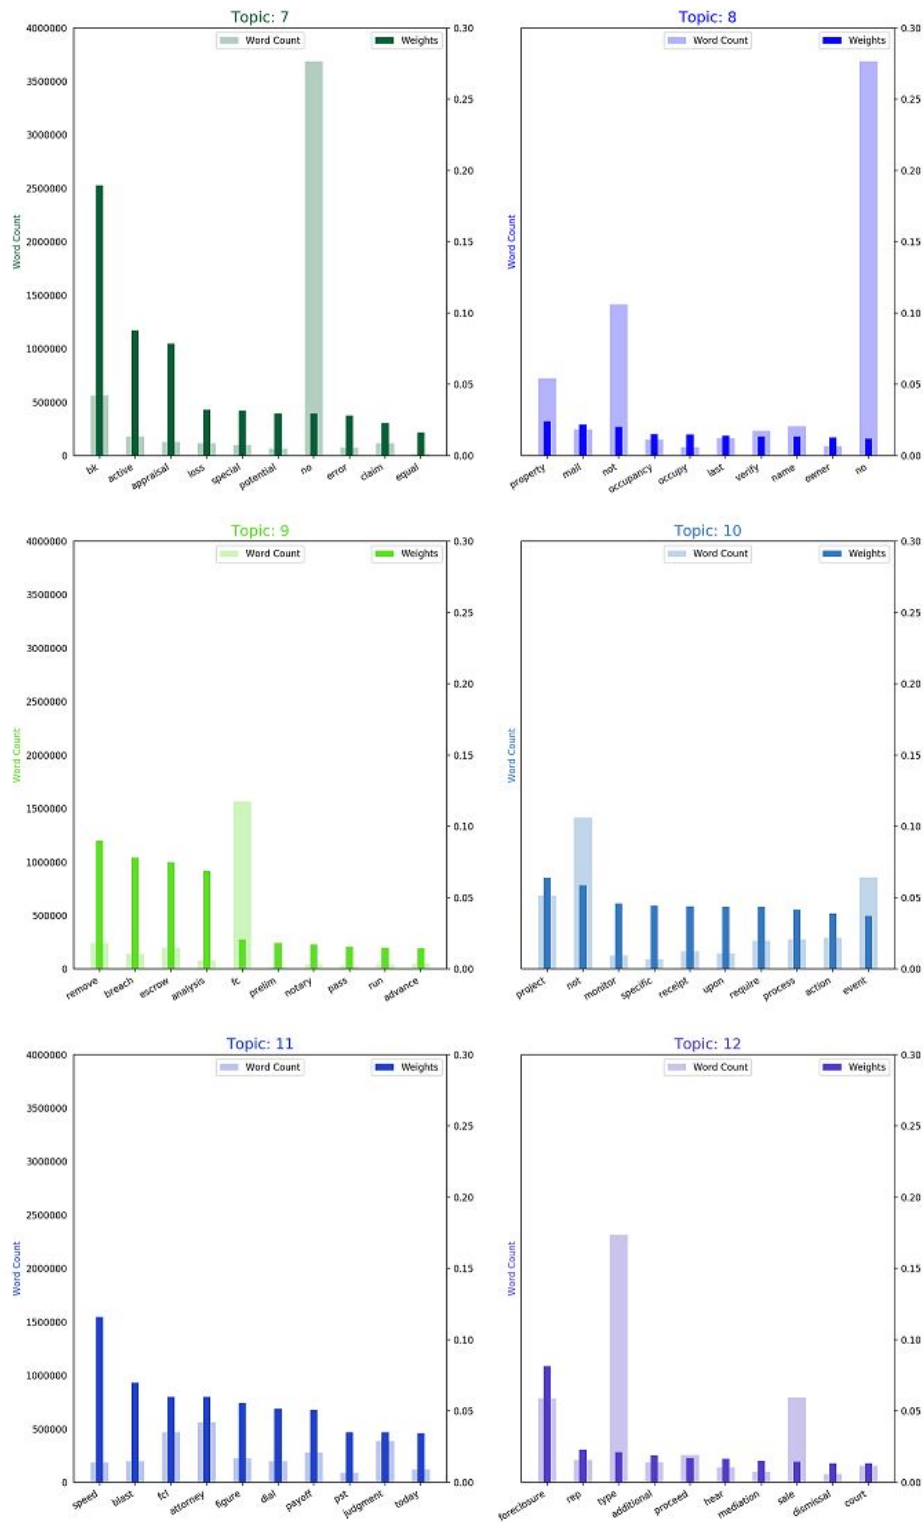 Topic: 7
Word Count
Weights
4000000
3500000
3000000
2500000
2000000
1500000
1000000
500000
0
Word Count
0.30
0.25
0.20
0.15
0.10
0.05
0.00
bk active appraisal loss special potential no error claim equal
Topic: 8
Word Count
Weights
Word Count
0.30
0.25
0.20
0.15
0.10
0.05
0.00
property mail not occupancy occupy last verify name owner no
Topic: 9
Word Count
Weights
4000000
3500000
3000000
2500000
2000000
1500000
1000000
500000
0
Word Count
0.30
0.25
0.20
0.15
0.10
0.05
0.00
remove breach escrow analysis fc prelim notary pass run advance
Topic: 10
Word Count
Weights
Word Count
0.30
0.25
0.20
0.15
0.10
0.05
0.00
project not monitor specific receipt upon require process action event
Topic: 11
Word Count
Weights
4000000
3500000
3000000
2500000
2000000
1500000
1000000
500000
0
Word Count
0.30
0.25
0.20
0.15
0.10
0.05
0.00
speed blast fcl attorney figure dial payoff pst judgment today
Topic: 12
Word Count
Weights
Word Count
0.30
0.25
0.20
0.15
0.10
0.05
0.00
foreclosure rep type additional proceed hear mediation sale dismissal court